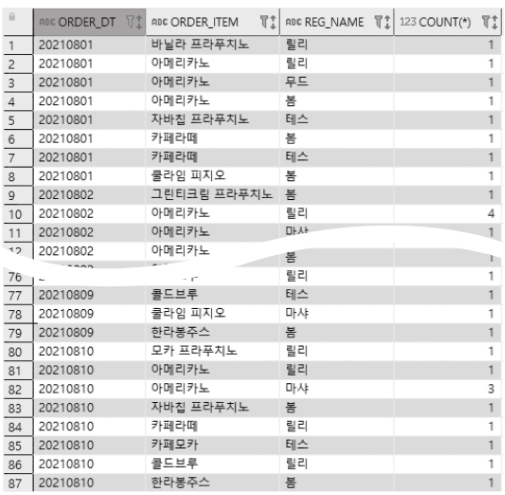 ABC ORDER_DT ABC ORDER_ITEM ABC REG_NAME 123 COUNT(*)
1 20210801 바닐라 프라푸치노 릴리 1
2 20210801 아메리카노 릴리 1
3 20210801 아메리카노 무드 1
4 20210801 아메리카노 봄 1
5 20210801 자바칩 프라푸치노 테스 1
6 20210801 카페라떼 봄 1
7 20210801 카페라떼 테스 1
8 20210801 쿨라임 피지오 봄 1
9 20210802 그린티크림 프라푸치노 봄 1
10 20210802 아메리카노 릴리 4
11 20210802 아메리카노 마샤 1
12 20210802 아메리카노 봄 1
76 릴리 1
77 20210809 콜드브루 테스 1
78 20210809 쿨라임 피지오 마샤 1
79 20210809 한라봉주스 봄 1
80 20210810 모카 프라푸치노 릴리 1
81 20210810 아메리카노 릴리 1
82 20210810 아메리카노 마샤 3
83 20210810 자바칩 프라푸치노 봄 1
84 20210810 카페라떼 릴리 1
85 20210810 카페모카 테스 1
86 20210810 콜드브루 릴리 1
87 20210810 한라봉주스 봄 1